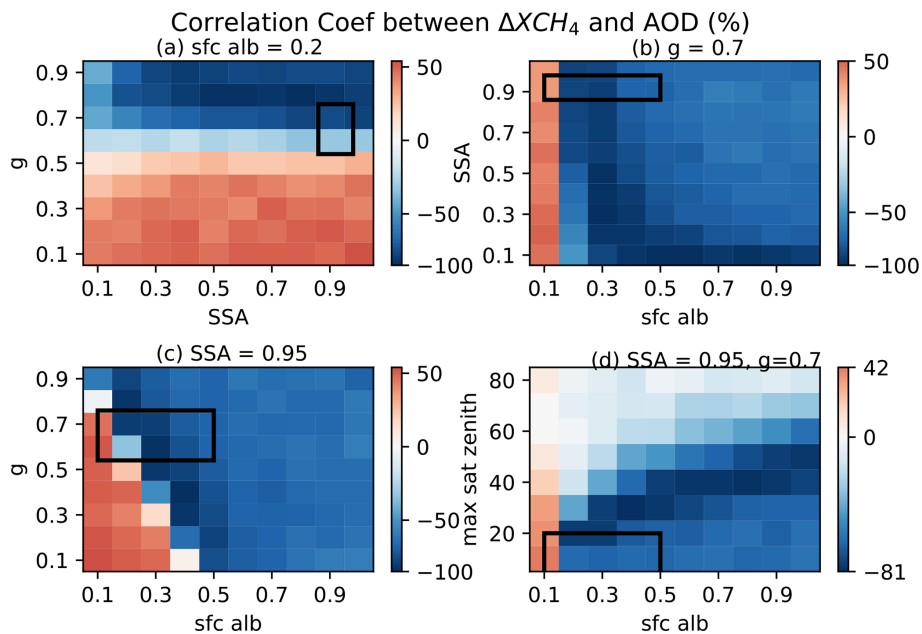 Correlation Coef between ΔXCH₄ and AOD (%)
(a) sfc alb = 0.2
0.9
0.7
0.5
0.3
0.1
g
0.1 0.3 0.5 0.7 0.9
SSA
50
0
−50
−100
(b) g = 0.7
0.9
0.7
0.5
0.3
0.1
SSA
0.1 0.3 0.5 0.7 0.9
sfc alb
50
0
−50
−100
(c) SSA = 0.95
0.9
0.7
0.5
0.3
0.1
g
0.1 0.3 0.5 0.7 0.9
sfc alb
50
0
−50
−100
(d) SSA = 0.95, g=0.7
80
60
40
20
max sat zenith
0.1 0.3 0.5 0.7 0.9
sfc alb
42
0
−81